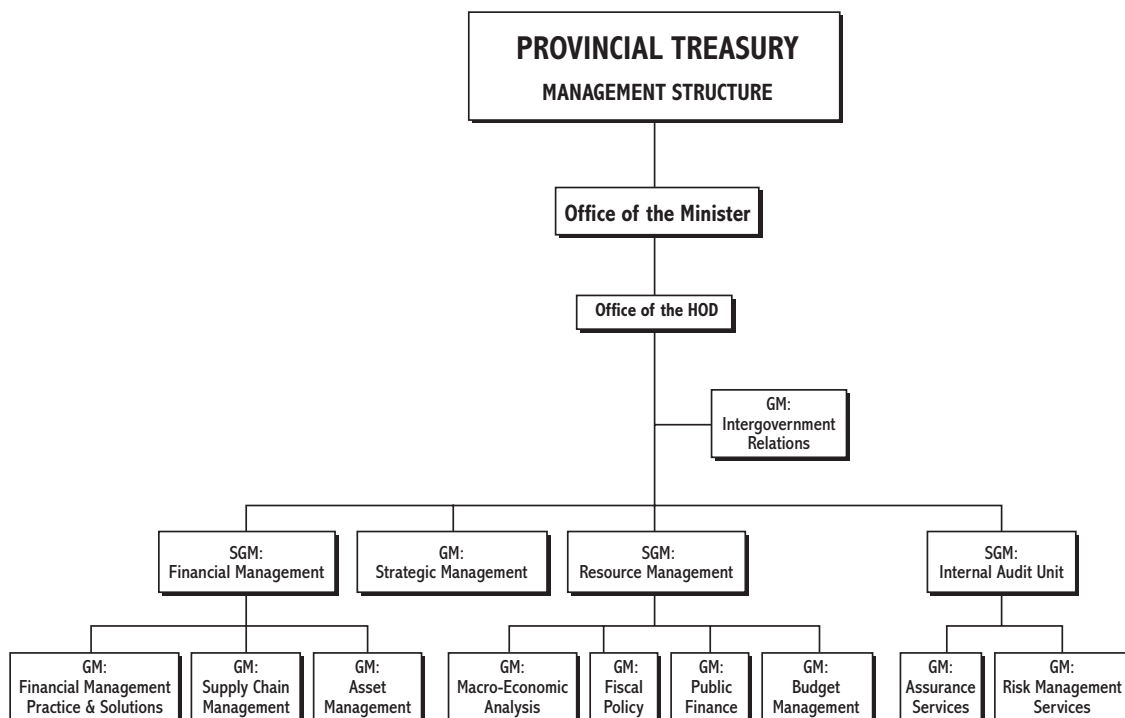 PROVINCIAL TREASURY
MANAGEMENT STRUCTURE
Office of the Minister
Office of the HOD
GM:
Intergovernment
Relations
SGM:
Financial Management
GM:
Strategic Management
SGM:
Resource Management
SGM:
Internal Audit Unit
GM:
Financial Management
Practice & Solutions
GM:
Supply Chain
Management
GM:
Asset
Management
GM:
Macro-Economic
Analysis
GM:
Fiscal
Policy
GM:
Public
Finance
GM:
Budget
Management
GM:
Assurance
Services
GM:
Risk Management
Services